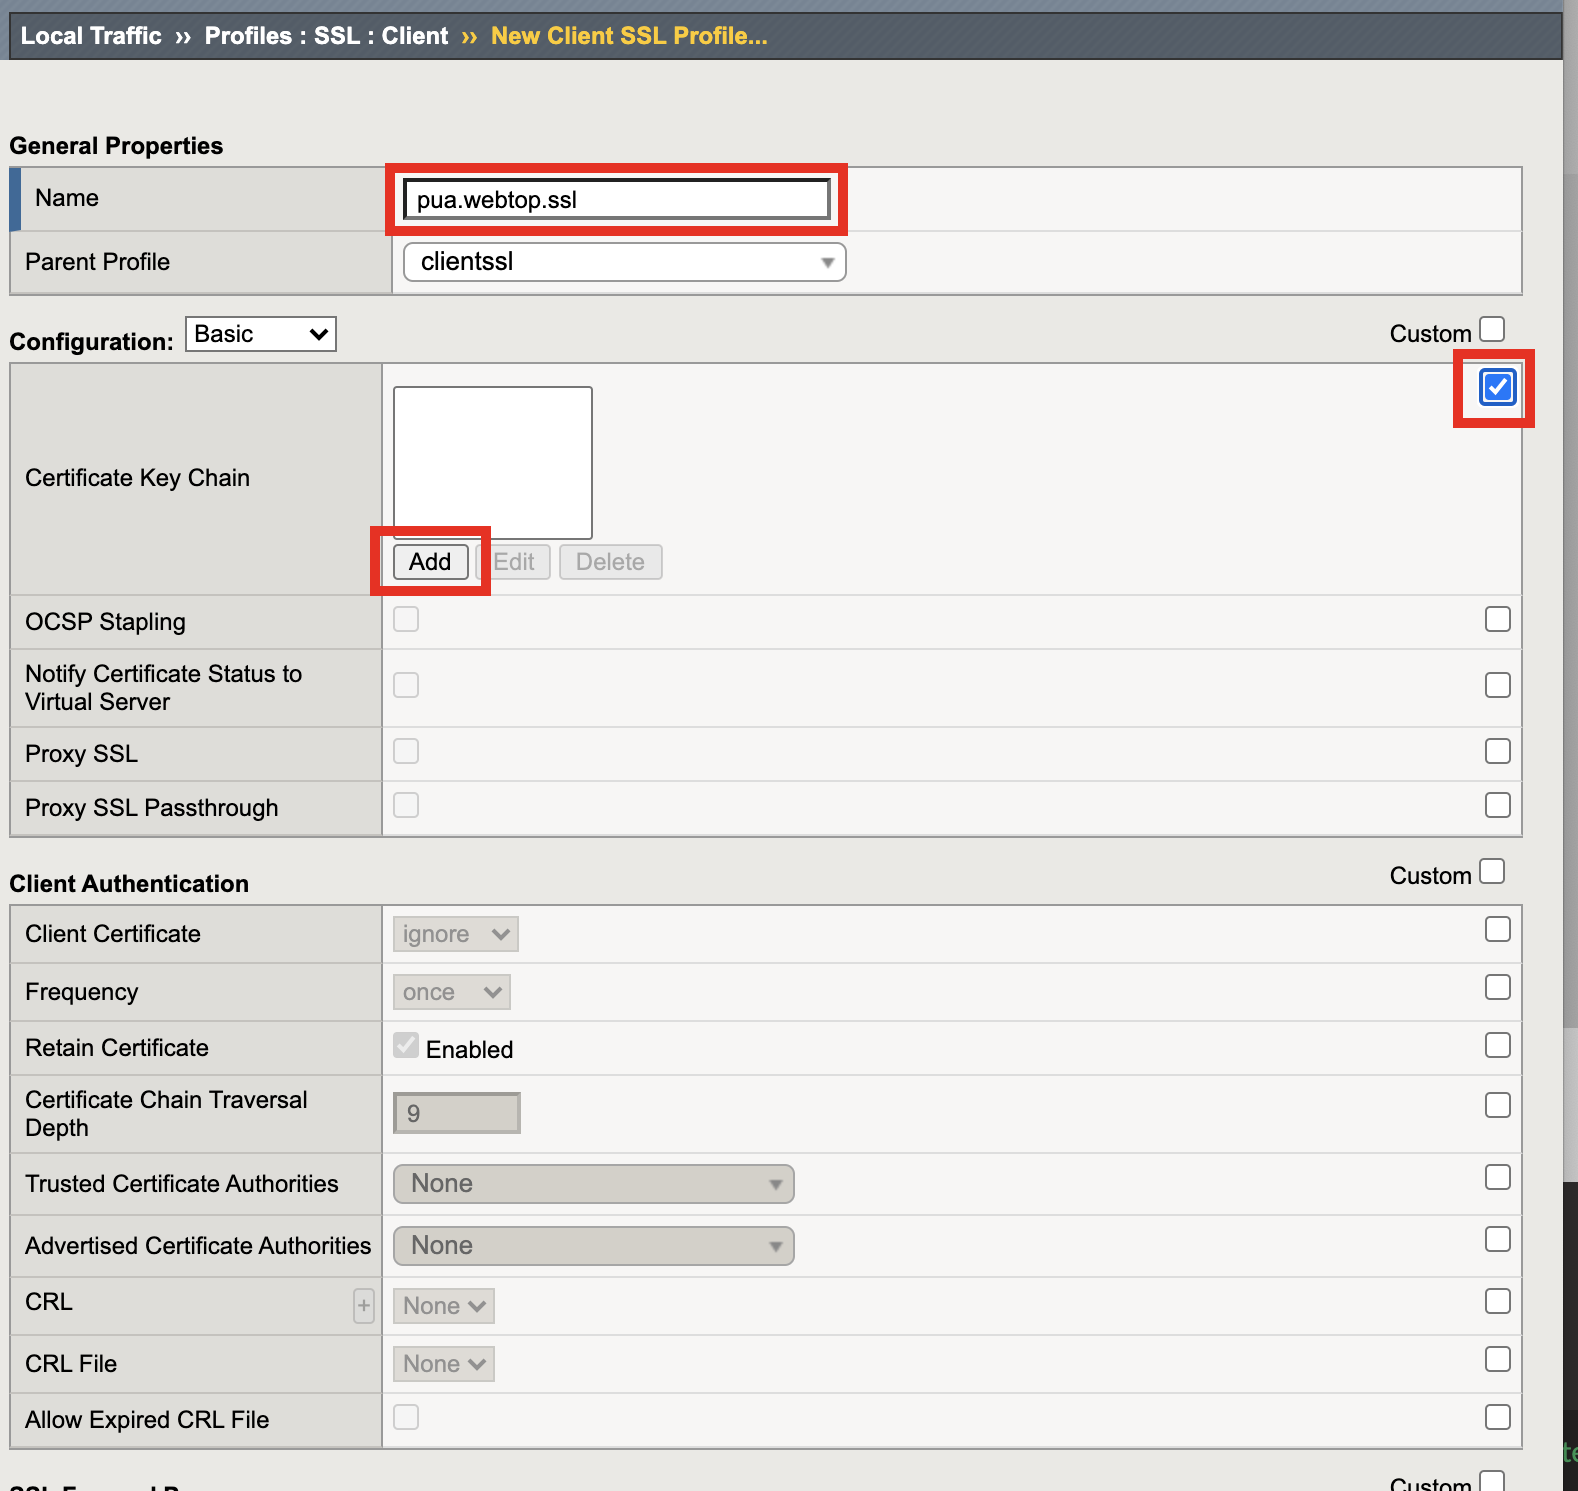 Local Traffic ›› Profiles : SSL : Client ›› New Client SSL Profile...
General Properties
Name pua.webtop.ssl
Parent Profile clientssl
Configuration: Basic Custom
Certificate Key Chain
Add Edit Delete
OCSP Stapling
Notify Certificate Status to
Virtual Server
Proxy SSL
Proxy SSL Passthrough
Client Authentication Custom
Client Certificate ignore
Frequency once
Retain Certificate Enabled
Certificate Chain Traversal
Depth 9
Trusted Certificate Authorities None
Advertised Certificate Authorities None
CRL + None
CRL File None
Allow Expired CRL File
Custom